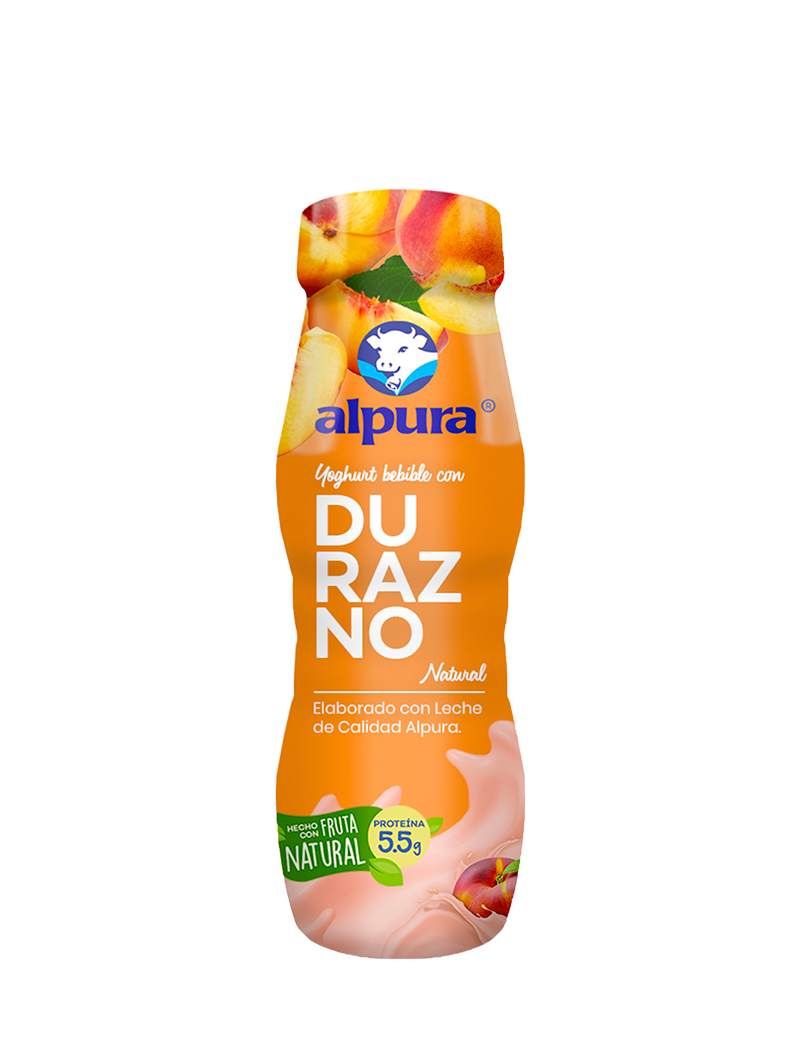 alpura ®
Yoghurt bebible con
DU
RAZ
NO
Natural
Elaborado con Leche
de Calidad Alpura.
HECHO
CON FRUTA
NATURAL
PROTEÍNA
5.5g